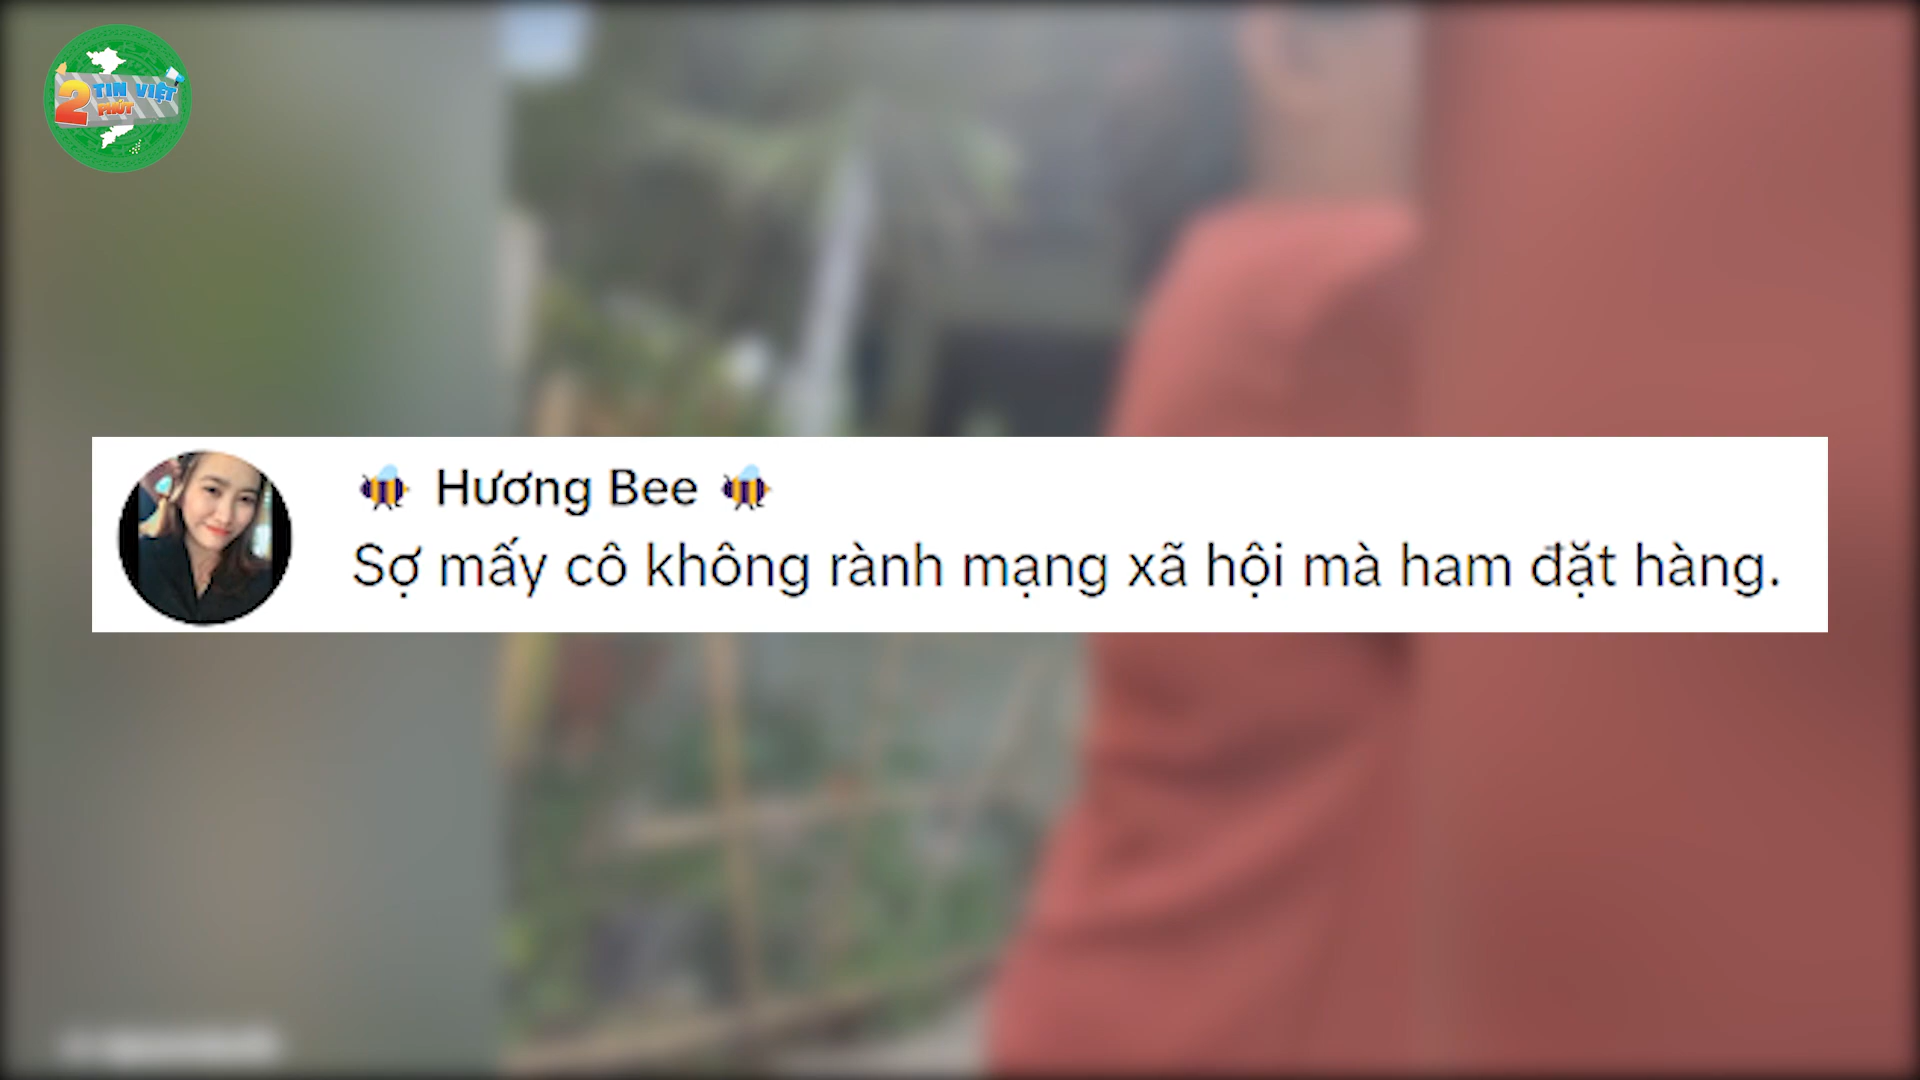 2 TIN VIỆT
PHÚT
🐝 Hương Bee 🐝
Sợ mấy cô không rành mạng xã hội mà ham đặt hàng.